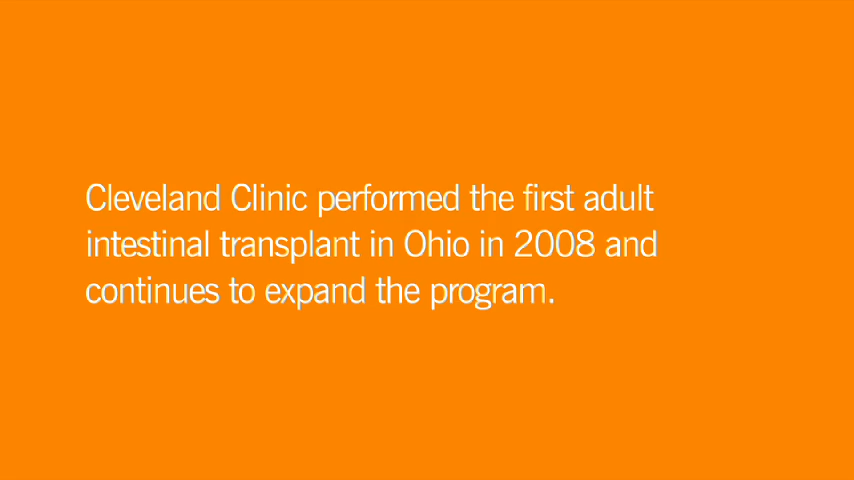 Cleveland Clinic performed the first adult
intestinal transplant in Ohio in 2008 and
continues to expand the program.